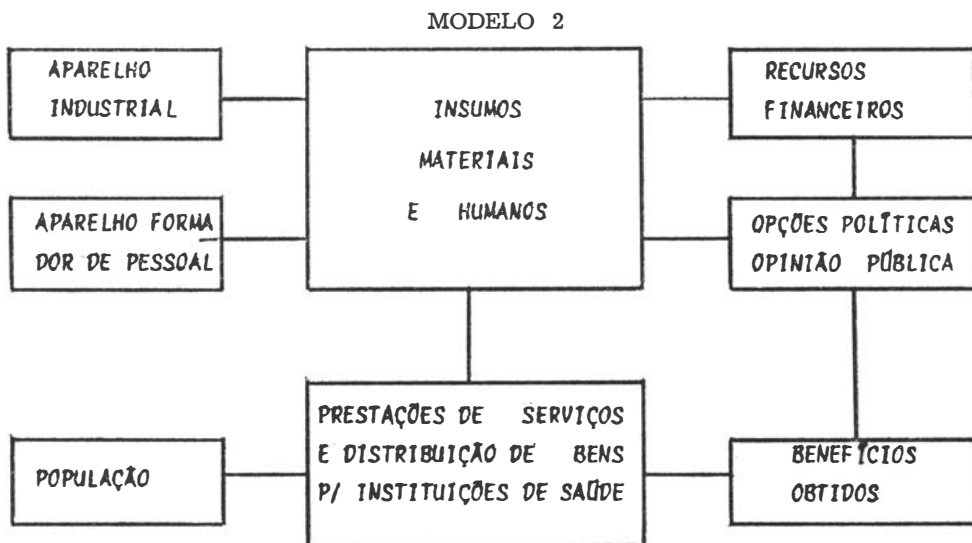 MODELO 2
APARELHO
INDUSTRIAL
INSUMOS
MATERIAIS
E HUMANOS
RECURSOS
FINANCEIROS
APARELHO FORMA
DOR DE PESSOAL
OPÇÕES POLÍTICAS
OPINIÃO PÚBLICA
POPULAÇÃO
PRESTAÇÕES DE SERVIÇOS
E DISTRIBUIÇÃO DE BENS
P/ INSTITUIÇÕES DE SAÚDE
BENEFÍCIOS
OBTIDOS